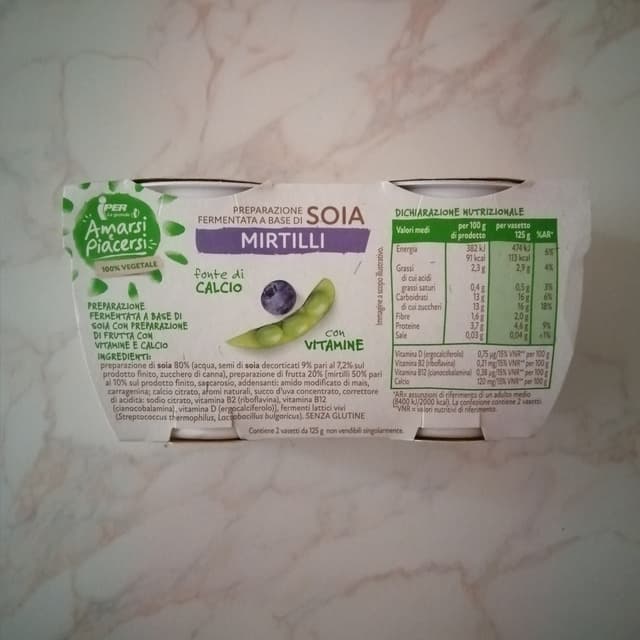 iPER
La grande i
Amarsi
Piacersi
100% VEGETALE
PREPARAZIONE
FERMENTATA A BASE DI SOIA
MIRTILLI
fonte di
CALCIO
con
VITAMINE
Immagine a scopo illustrativo.
PREPARAZIONE
FERMENTATA A BASE DI
SOIA CON PREPARAZIONE
DI FRUTTA CON
VITAMINE E CALCIO
INGREDIENTI:
preparazione di soia 80% (acqua, semi di soia decorticati 9% pari al 7,2% sul
prodotto finito, zucchero di canna), preparazione di frutta 20% [mirtilli 50% pari
al 10% sul prodotto finito, saccaroso, addensanti: amido modificato di mais,
carragenina; calcio citrato, aromi naturali, succo d'uva concentrato, correttore
di acidità: sodio citrato, vitamina B2 (riboflavina), vitamina B12
(cianocobalamina), vitamina D (ergocalciferolo)], fermenti lattici vivi
(Streptococcus thermophilus, Lactobacillus bulgaricus). SENZA GLUTINE
Contiene 2 vasetti da 125 g non vendibili singolarmente.
DICHIARAZIONE NUTRIZIONALE
Valori medi per 100 g di prodotto per vasetto 125 g %AR*
Energia 382 kJ 474 kJ
91 kcal 113 kcal 6%
Grassi 2,3 g 2,9 g 4%
di cui acidi
grassi saturi 0,4 g 0,5 g 3%
Carboidrati 13 g 16 g 6%
di cui zuccheri 13 g 16 g 18%
Fibre 1,6 g 2,0 g
Proteine 3,7 g 4,6 g 9%
Sale 0,03 g 0,04 g <1%
Vitamina D (ergocalciferolo) 0,75 µg/15% VNR** per 100 g
Vitamina B2 (riboflavina) 0,21 mg/15% VNR** per 100 g
Vitamina B12 (cianocobalamina) 0,38 µg/15% VNR** per 100 g
Calcio 120 mg/15% VNR** per 100 g
*AR= assunzioni di riferimento di un adulto medio
(8400 kJ/2000 kcal). La confezione contiene 2 vasetti
**VNR= valori nutritivi di riferimento.